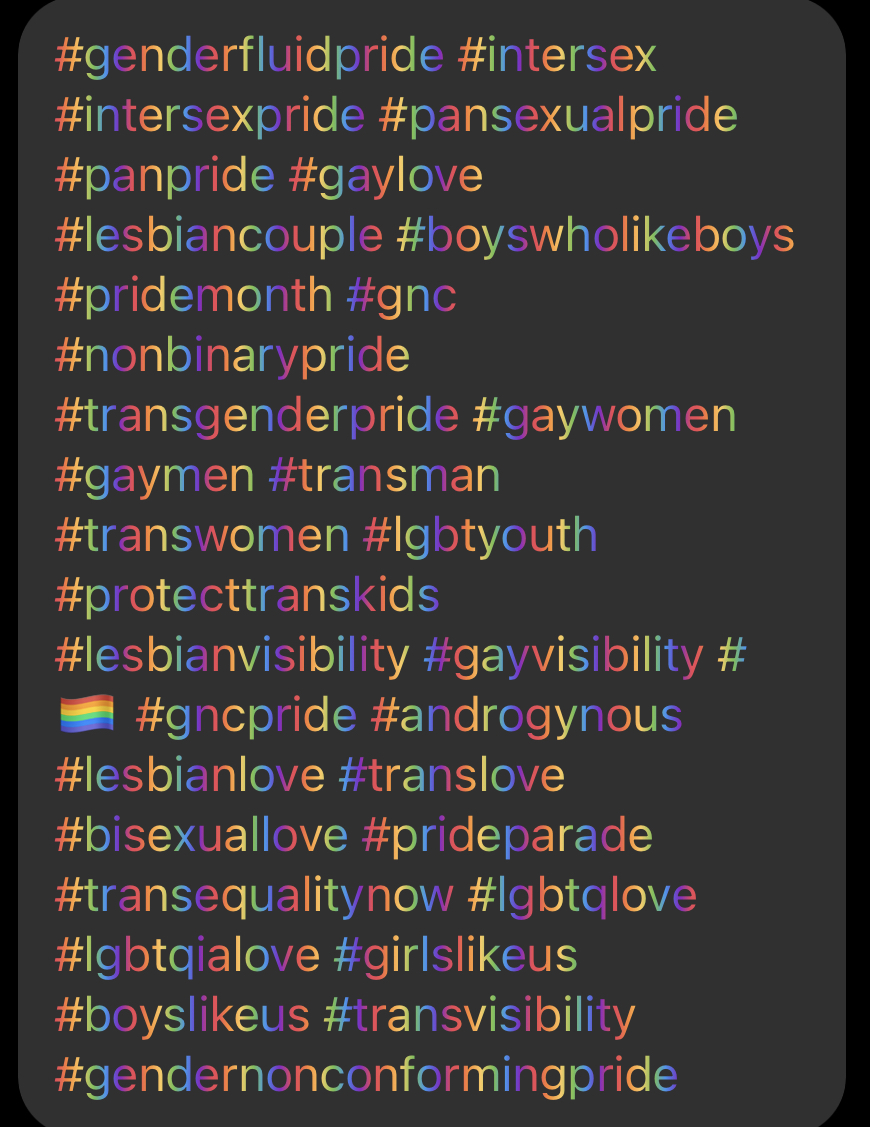 #genderfluidpride #intersex
#intersexpride #pansexualpride
#panpride #gaylove
#lesbiancouple #boyswholikeboys
#pridemonth #gnc
#nonbinarypride
#transgenderpride #gaywomen
#gaymen #transman
#transwomen #lgbtyouth
#protecttranskids
#lesbianvisibility #gayvisibility #
🏳️‍🌈 #gncpride #androgynous
#lesbianlove #translove
#bisexuallove #prideparade
#transequalitynow #lgbtqlove
#lgbtqialove #girlslikeus
#boyslikeus #transvisibility
#gendernonconformingpride